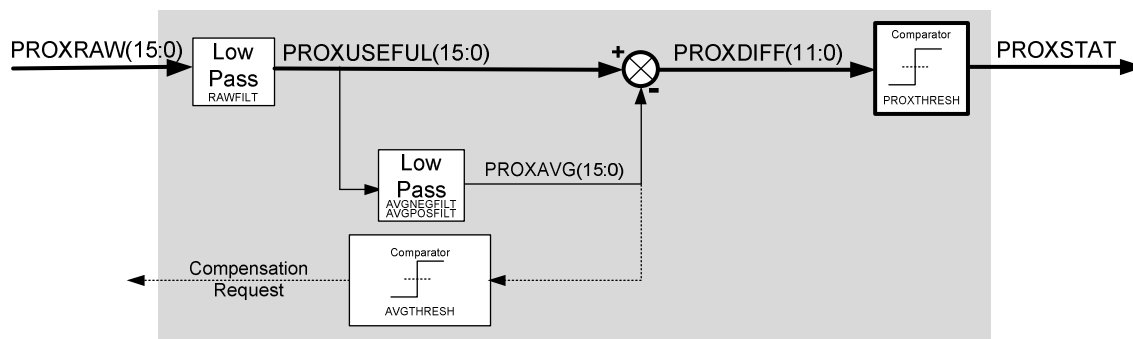 PROXRAW(15:0)
Low
Pass
RAWFILT
PROXUSEFUL(15:0)
+
-
PROXDIFF(11:0)
Comparator
PROXTHRESH
PROXSTAT
Low
Pass
AVGNEGFILT
AVGPOSFILT
PROXAVG(15:0)
Comparator
AVGTHRESH
Compensation
Request